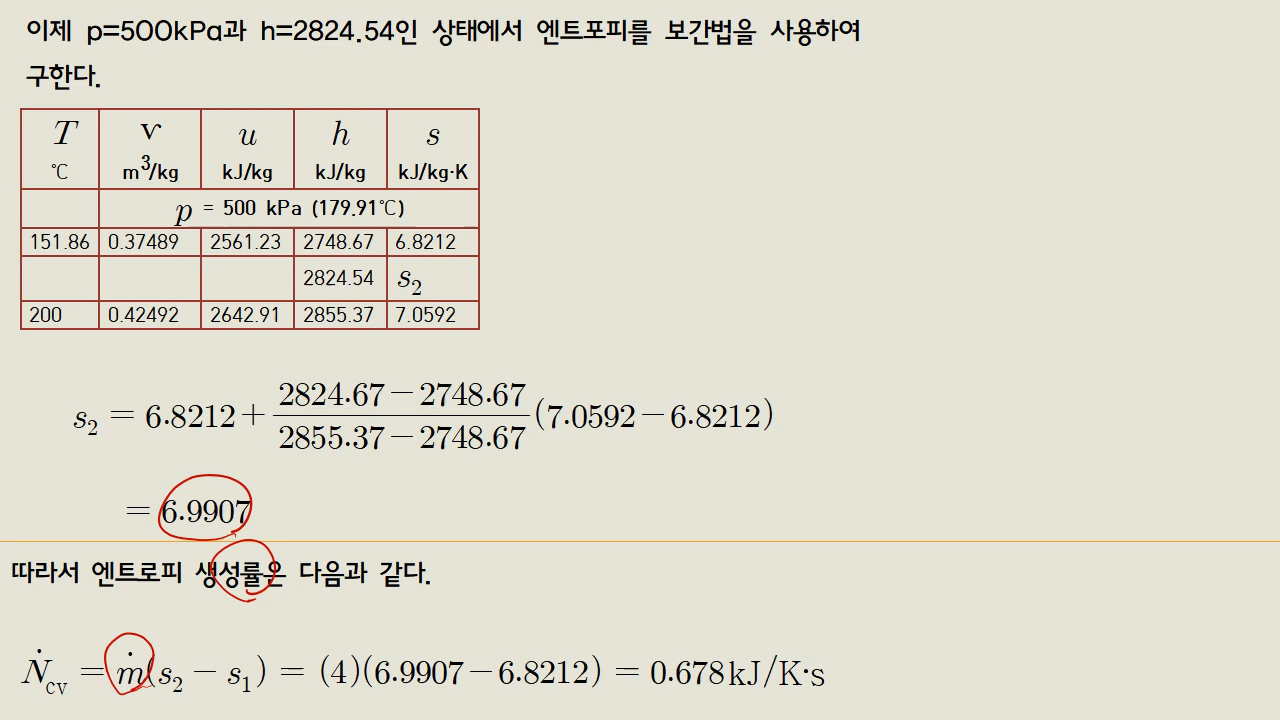 이제 p=500kPa과 h=2824.54인 상태에서 엔트포피를 보간법을 사용하여
구한다.
T v u h s
℃ m³/kg kJ/kg kJ/kg kJ/kg·K
p = 500 kPa (179.91℃)
151.86 0.37489 2561.23 2748.67 6.8212
2824.54 s₂
200 0.42492 2642.91 2855.37 7.0592
s₂ = 6.8212 + (2824.67 − 2748.67)/(2855.37 − 2748.67) (7.0592 − 6.8212)
= 6.9907
따라서 엔트로피 생성률은 다음과 같다.
Ṅcv = ṁ(s₂ − s₁) = (4)(6.9907 − 6.8212) = 0.678 kJ/K·s